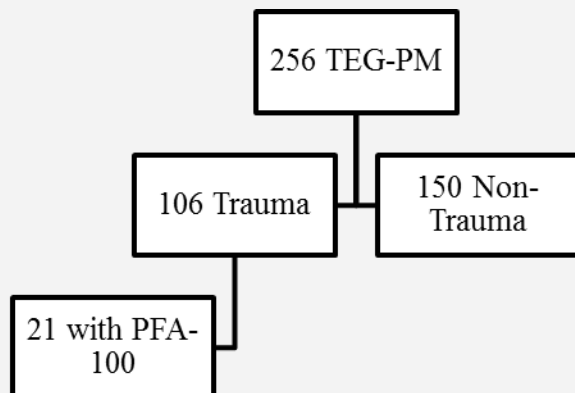 256 TEG-PM
106 Trauma
150 Non-
Trauma
21 with PFA-
100